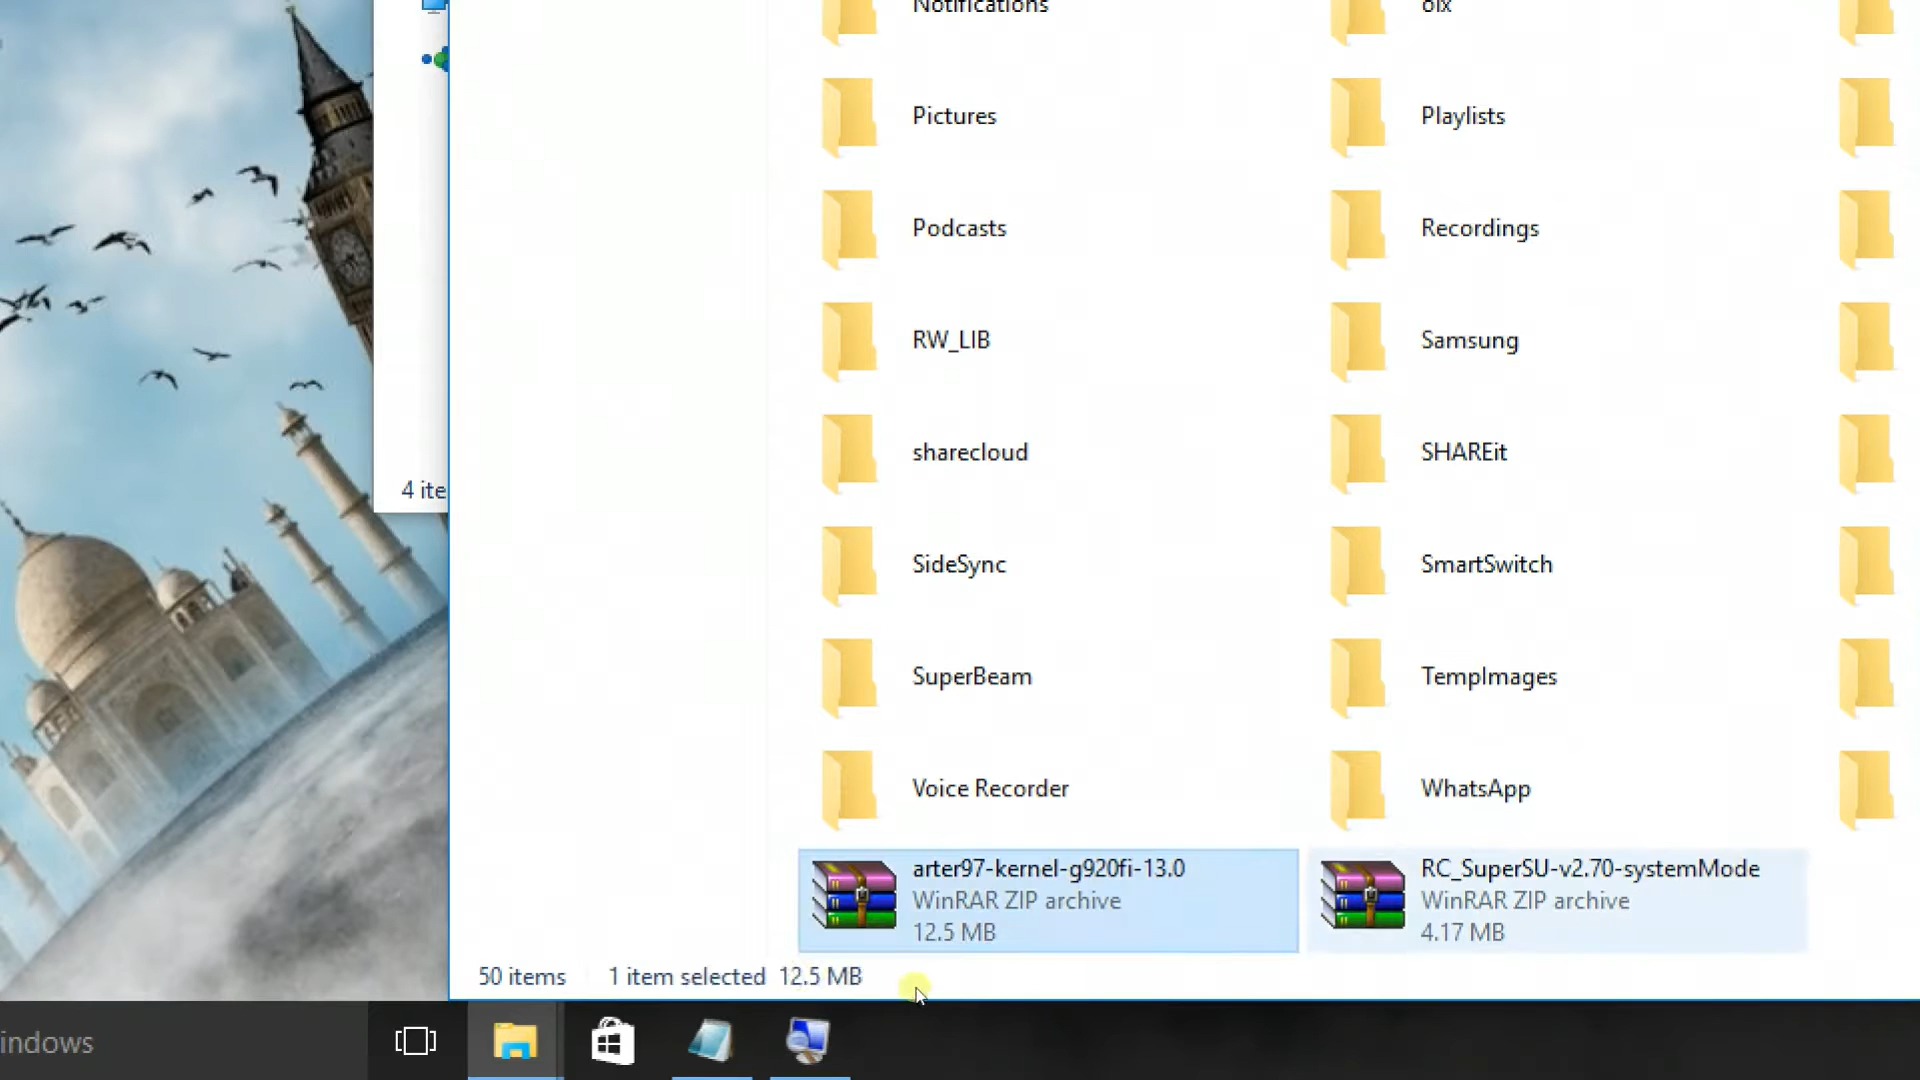 Notifications
olx
Pictures
Playlists
Podcasts
Recordings
RW_LIB
Samsung
sharecloud
SHAREit
SideSync
SmartSwitch
SuperBeam
TempImages
Voice Recorder
WhatsApp
arter97-kernel-g920fi-13.0
WinRAR ZIP archive
12.5 MB
RC_SuperSU-v2.70-systemMode
WinRAR ZIP archive
4.17 MB
4 ite
50 items
1 item selected 12.5 MB
indows